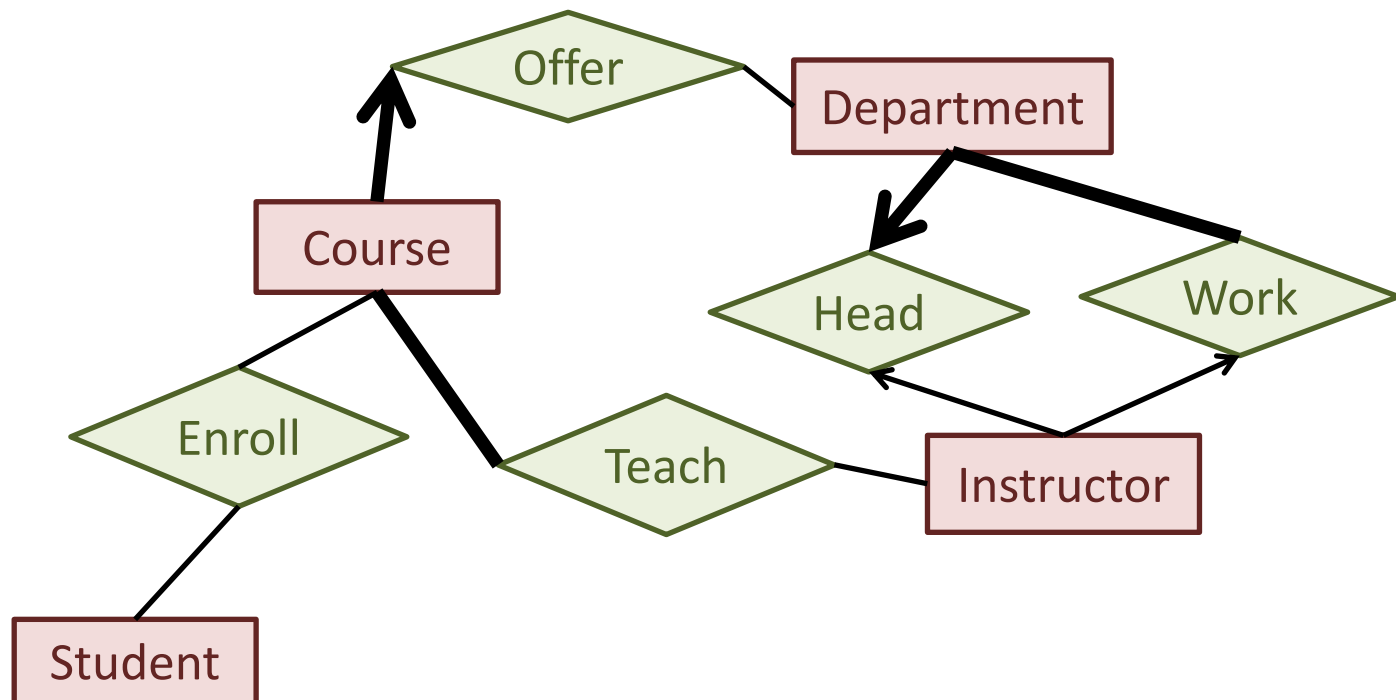 Offer
Department
Course
Head
Work
Enroll
Teach
Instructor
Student